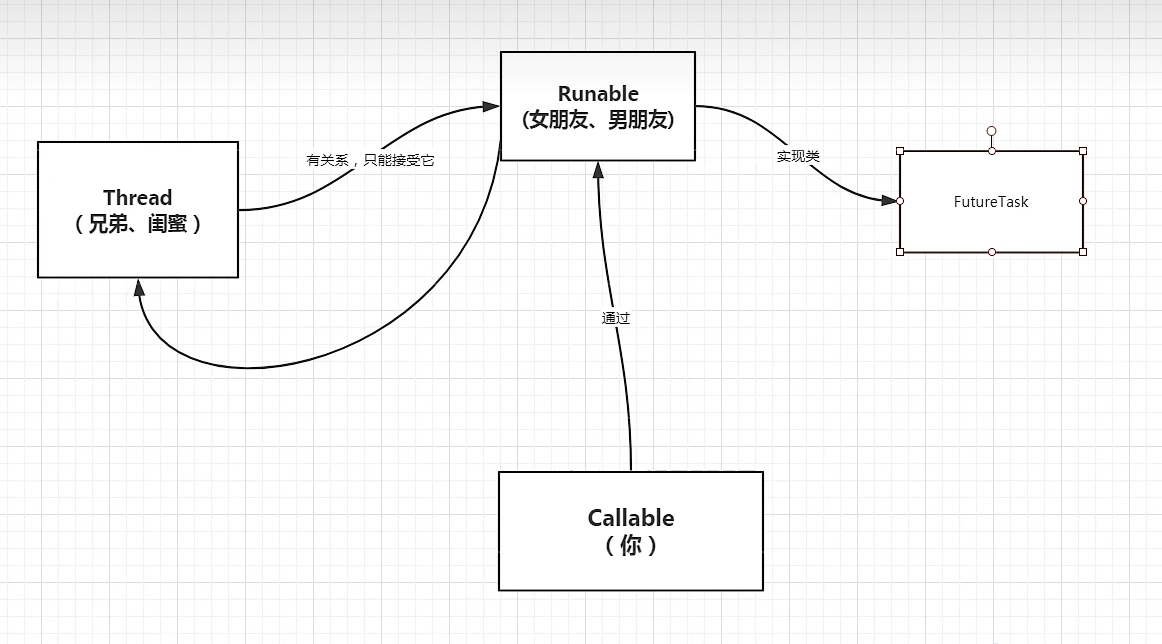 Runable
(女朋友、男朋友)
有关系，只能接受它
实现类
Thread
（ 兄弟、闺蜜 ）
FutureTask
通过
Callable
（ 你 ）